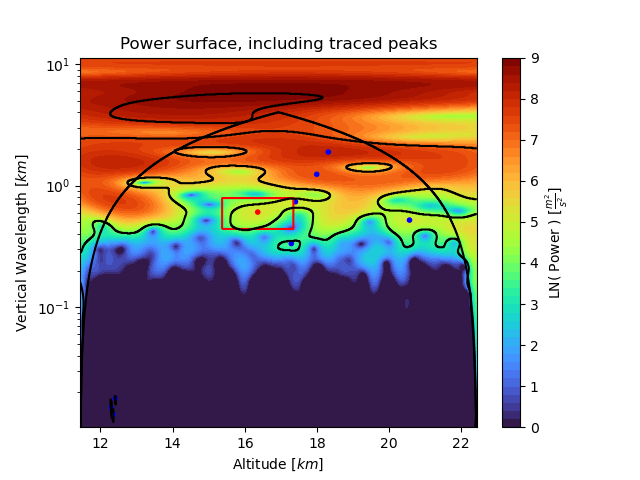 Power surface, including traced peaks
10¹
10⁰
10⁻¹
Vertical Wavelength [km]
12 14 16 18 20 22
Altitude [km]
9
8
7
6
5
4
3
2
1
0
LN( Power ) [m²/s²]